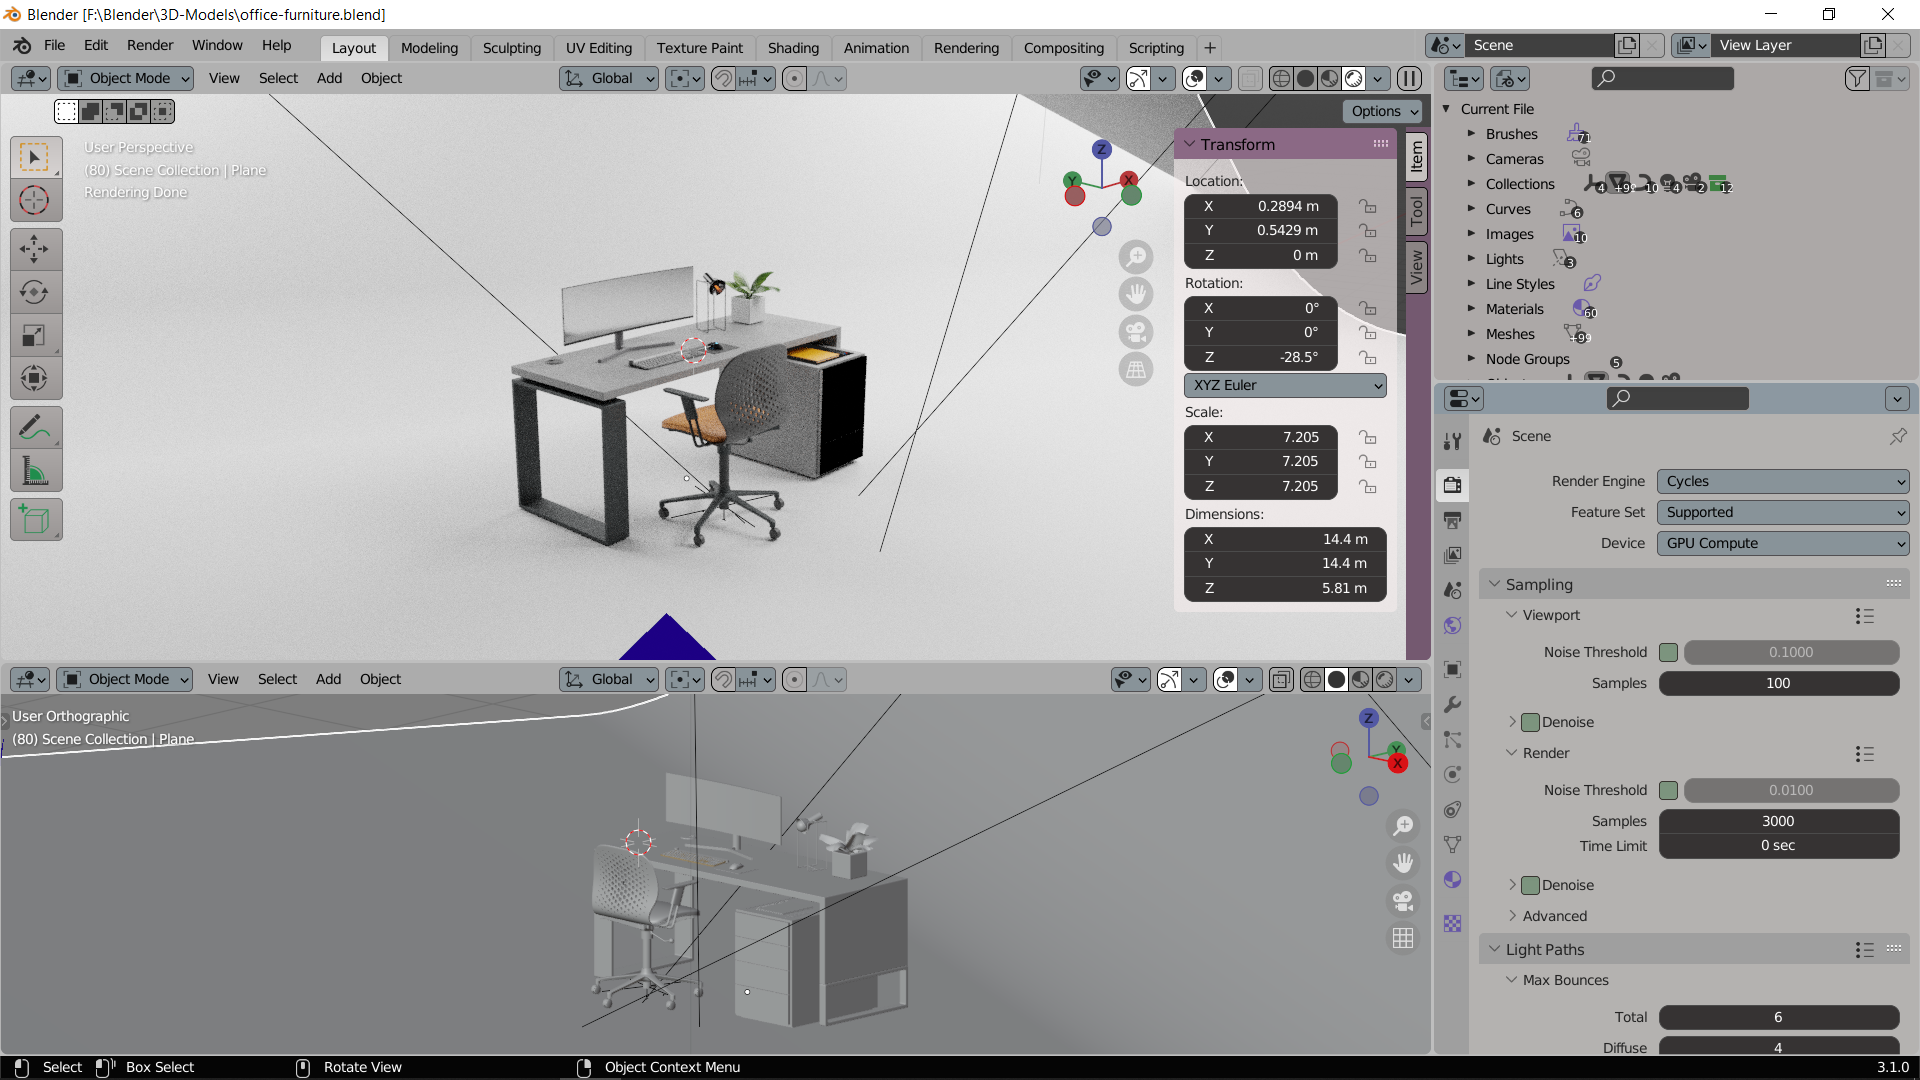 Blender [F:\Blender\3D-Models\office-furniture.blend]
File Edit Render Window Help Layout Modeling Sculpting UV Editing Texture Paint Shading Animation Rendering Compositing Scripting + Scene View Layer
Object Mode View Select Add Object Global
Options
User Perspective
(80) Scene Collection | Plane
Rendering Done
Z
Y
X
Transform
Location:
X 0.2894 m
Y 0.5429 m
Z 0 m
Rotation:
X 0°
Y 0°
Z -28.5°
XYZ Euler
Scale:
X 7.205
Y 7.205
Z 7.205
Dimensions:
X 14.4 m
Y 14.4 m
Z 5.81 m
Item
Tool
View
Current File
Brushes 71
Cameras
Collections 4 +99 10 4 2 12
Curves 6
Images 10
Lights 3
Line Styles
Materials 60
Meshes +99
Node Groups 5
Scene
Render Engine Cycles
Feature Set Supported
Device GPU Compute
Sampling
Viewport
Noise Threshold 0.1000
Samples 100
Denoise
Render
Noise Threshold 0.0100
Samples 3000
Time Limit 0 sec
Denoise
Advanced
Light Paths
Max Bounces
Total 6
Diffuse 4
Object Mode View Select Add Object Global
User Orthographic
(80) Scene Collection | Plane
Z
Y
X
Select Box Select Rotate View Object Context Menu 3.1.0